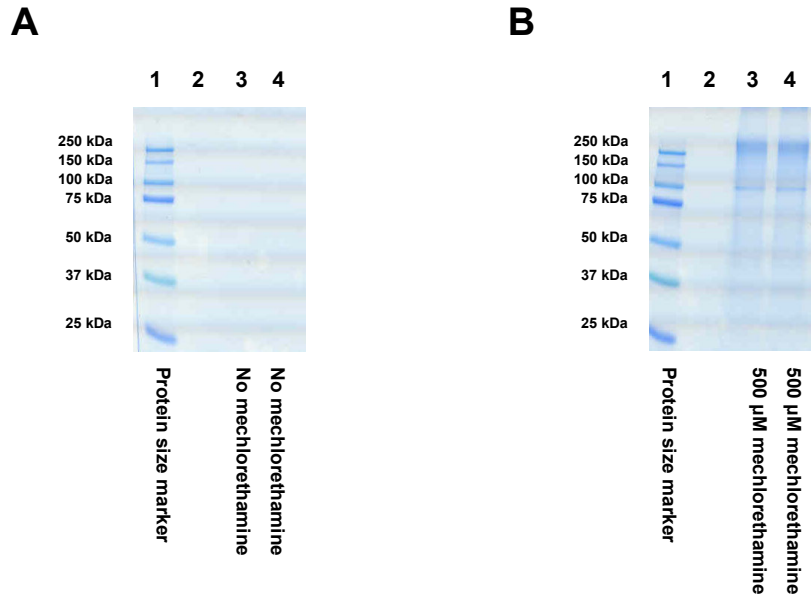 A
1 2 3 4
250 kDa
150 kDa
100 kDa
75 kDa
50 kDa
37 kDa
25 kDa
Protein size marker
No mechlorethamine
No mechlorethamine
B
1 2 3 4
250 kDa
150 kDa
100 kDa
75 kDa
50 kDa
37 kDa
25 kDa
Protein size marker
500 µM mechlorethamine
500 µM mechlorethamine